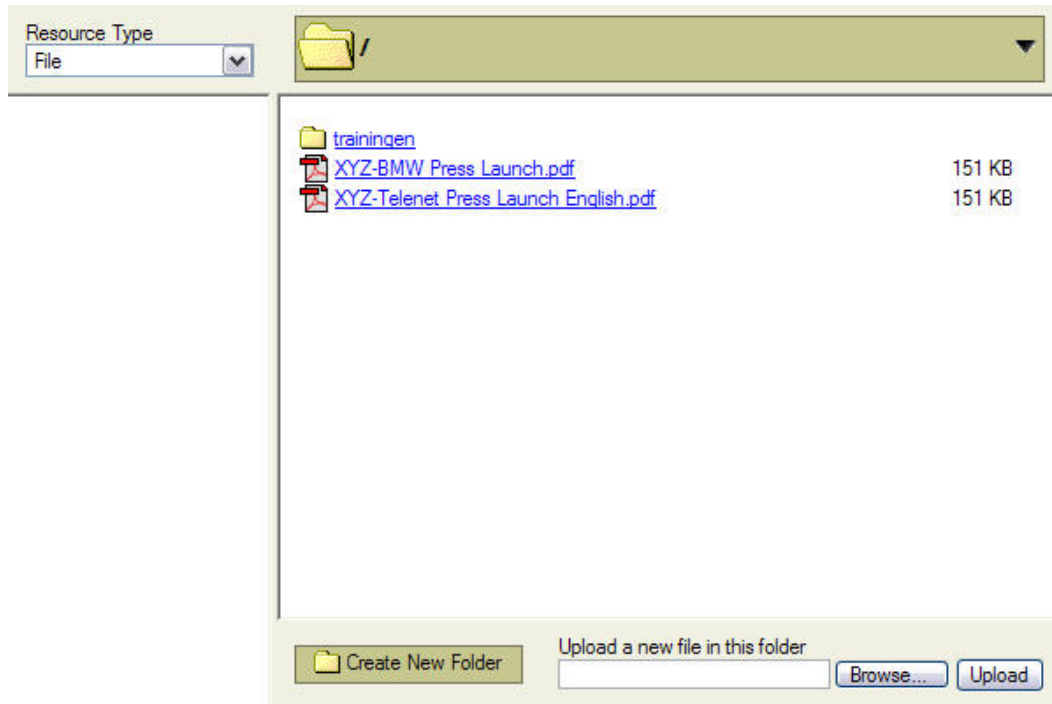 Resource Type
File
/
trainingen
XYZ-BMW Press Launch.pdf 151 KB
XYZ-Telenet Press Launch English.pdf 151 KB
Create New Folder
Upload a new file in this folder
Browse... Upload